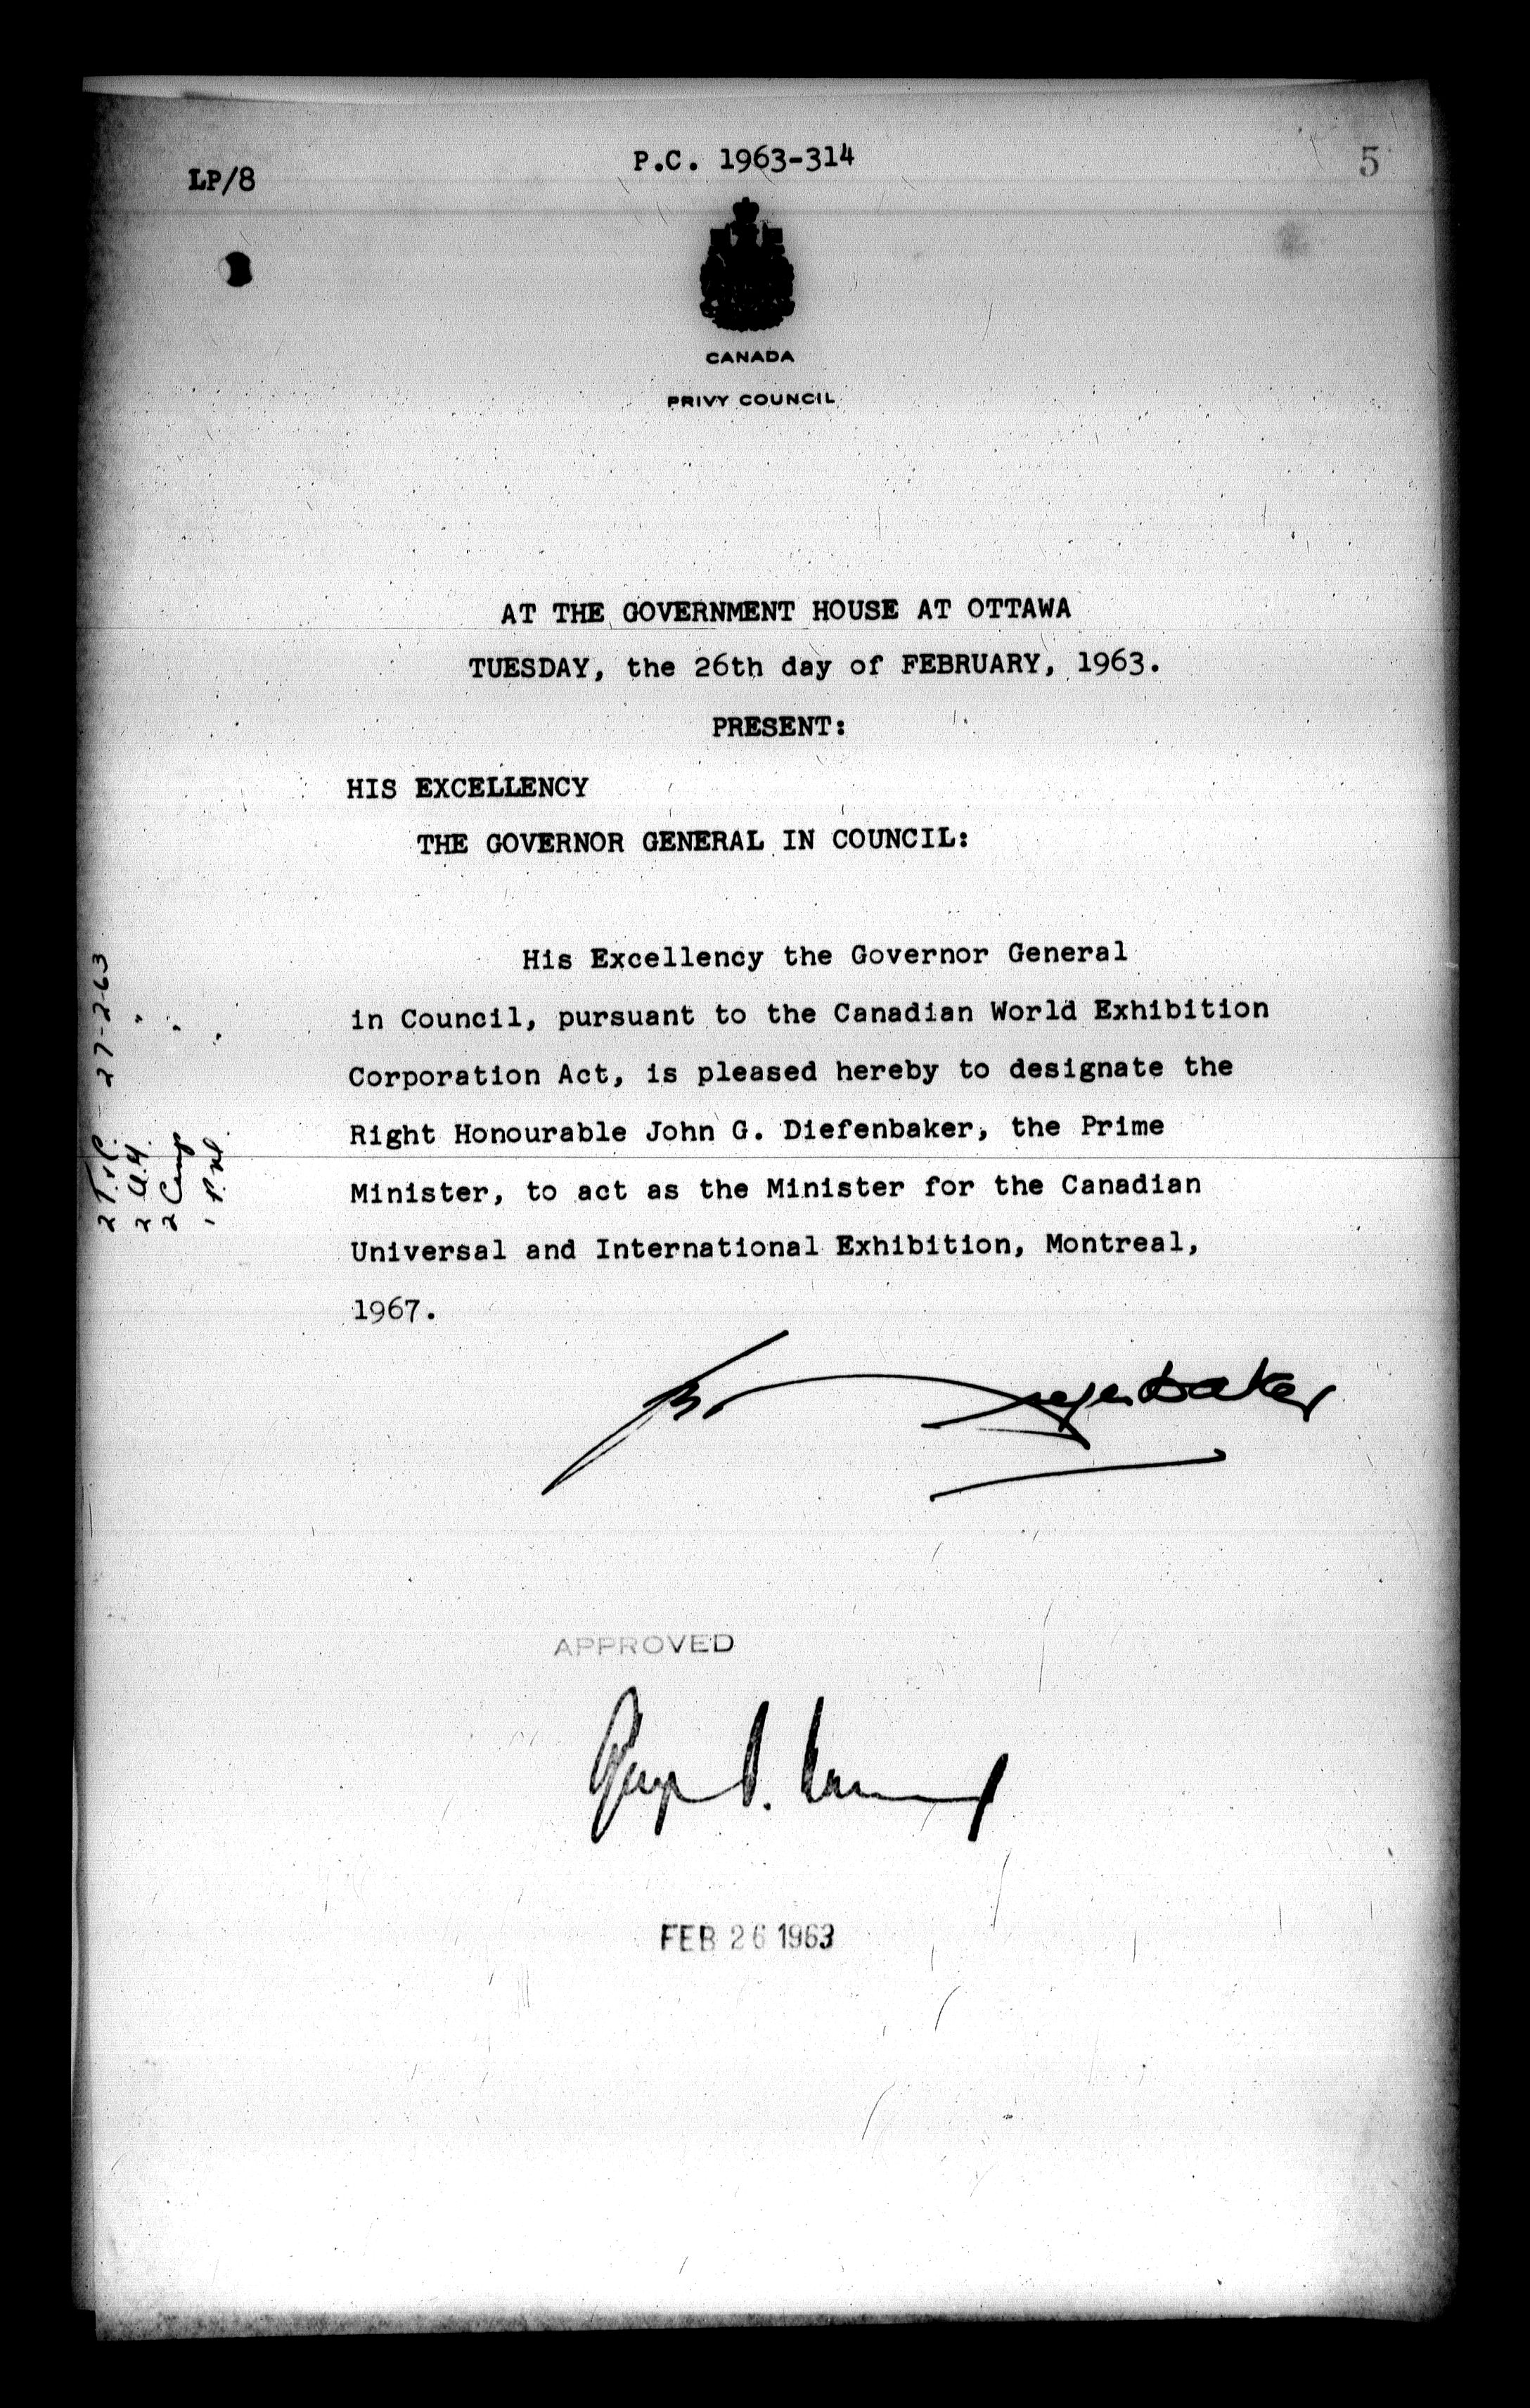 P.C. 1963-314
5
LP/8
CANADA
PRIVY COUNCIL
AT THE GOVERNMENT HOUSE AT OTTAWA
TUESDAY, the 26th day of FEBRUARY, 1963.
PRESENT:
HIS EXCELLENCY
THE GOVERNOR GENERAL IN COUNCIL:
His Excellency the Governor General
in Council, pursuant to the Canadian World Exhibition
Corporation Act, is pleased hereby to designate the
Right Honourable John G. Diefenbaker, the Prime
Minister, to act as the Minister for the Canadian
Universal and International Exhibition, Montreal,
1967.
APPROVED
FEB 26 1963
27-2-63